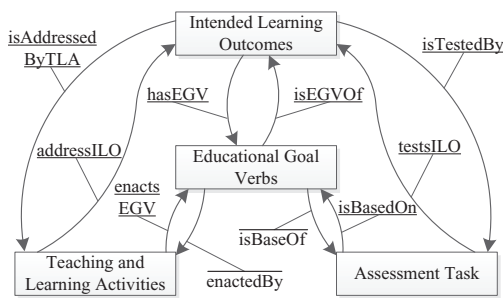 isAddressed
ByTLA
Intended Learning
Outcomes
isTestedBy
hasEGV
isEGVOf
addressILO
testsILO
Educational Goal
Verbs
enacts
EGV
isBaseOf
isBasedOn
Teaching and
Learning Activities
enactedBy
Assessment Task